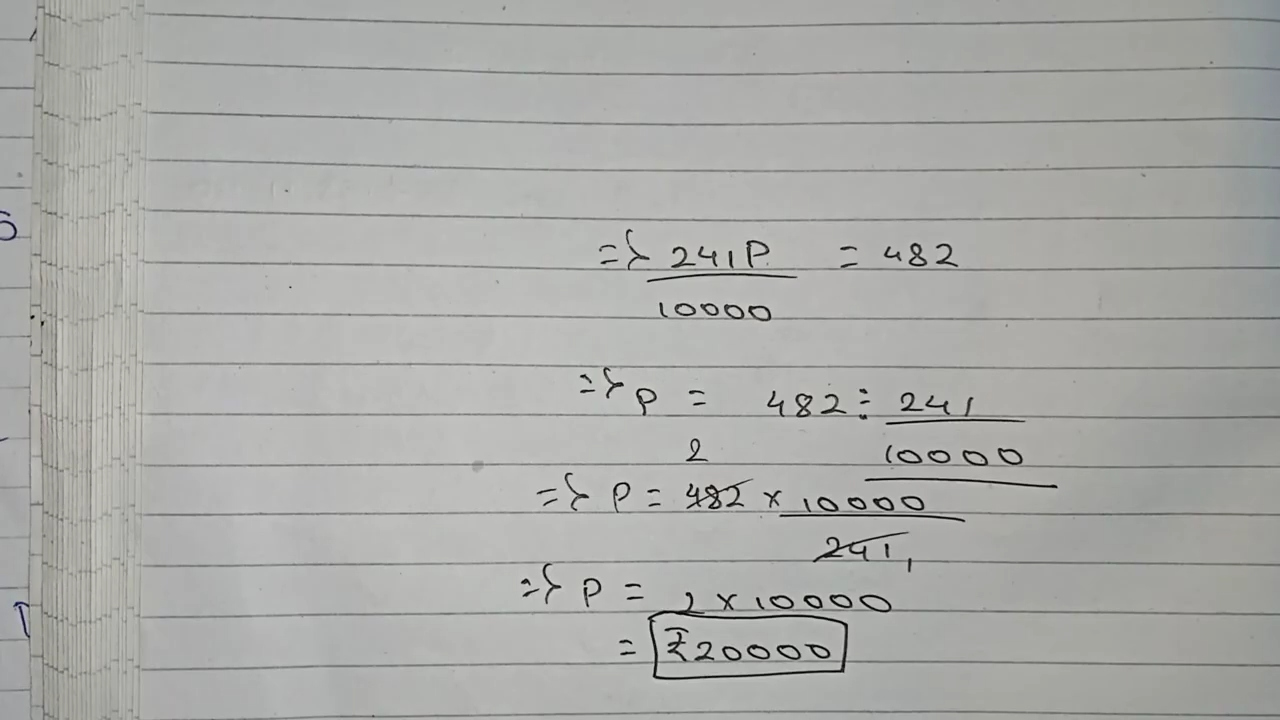 => 241P = 482
10000
=> P = 482 ÷ 241
10000
2
=> P = 482 × 10000
241 1
=> P = 2 × 10000
= ₹20000